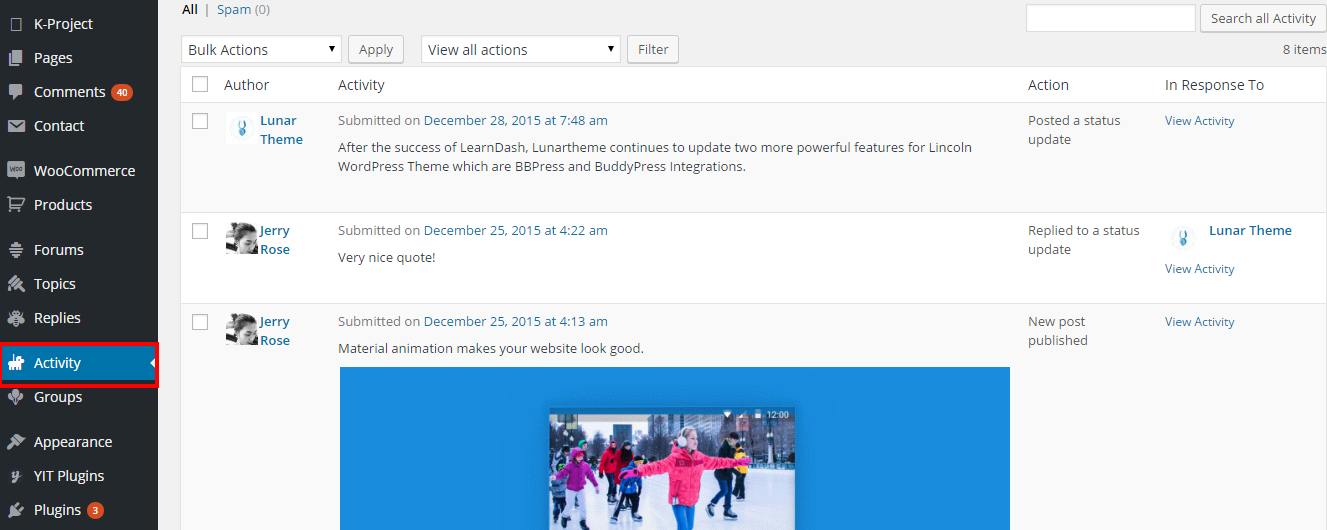 K-Project
Pages
Comments 40
Contact
WOO WooCommerce
Products
Forums
Topics
Replies
Activity
Groups
Appearance
YIT Plugins
Plugins 3
All | Spam (0)
Search all Activity
Bulk Actions Apply View all actions Filter
8 items
Author Activity Action In Response To
Lunar Theme
Submitted on December 28, 2015 at 7:48 am
After the success of LearnDash, Lunartheme continues to update two more powerful features for Lincoln
WordPress Theme which are BBPress and BuddyPress Integrations.
Posted a status
update
View Activity
Jerry
Rose
Submitted on December 25, 2015 at 4:22 am
Very nice quote!
Replied to a status
update
Lunar Theme
View Activity
Jerry
Rose
Submitted on December 25, 2015 at 4:13 am
Material animation makes your website look good.
New post
published
View Activity
12:00